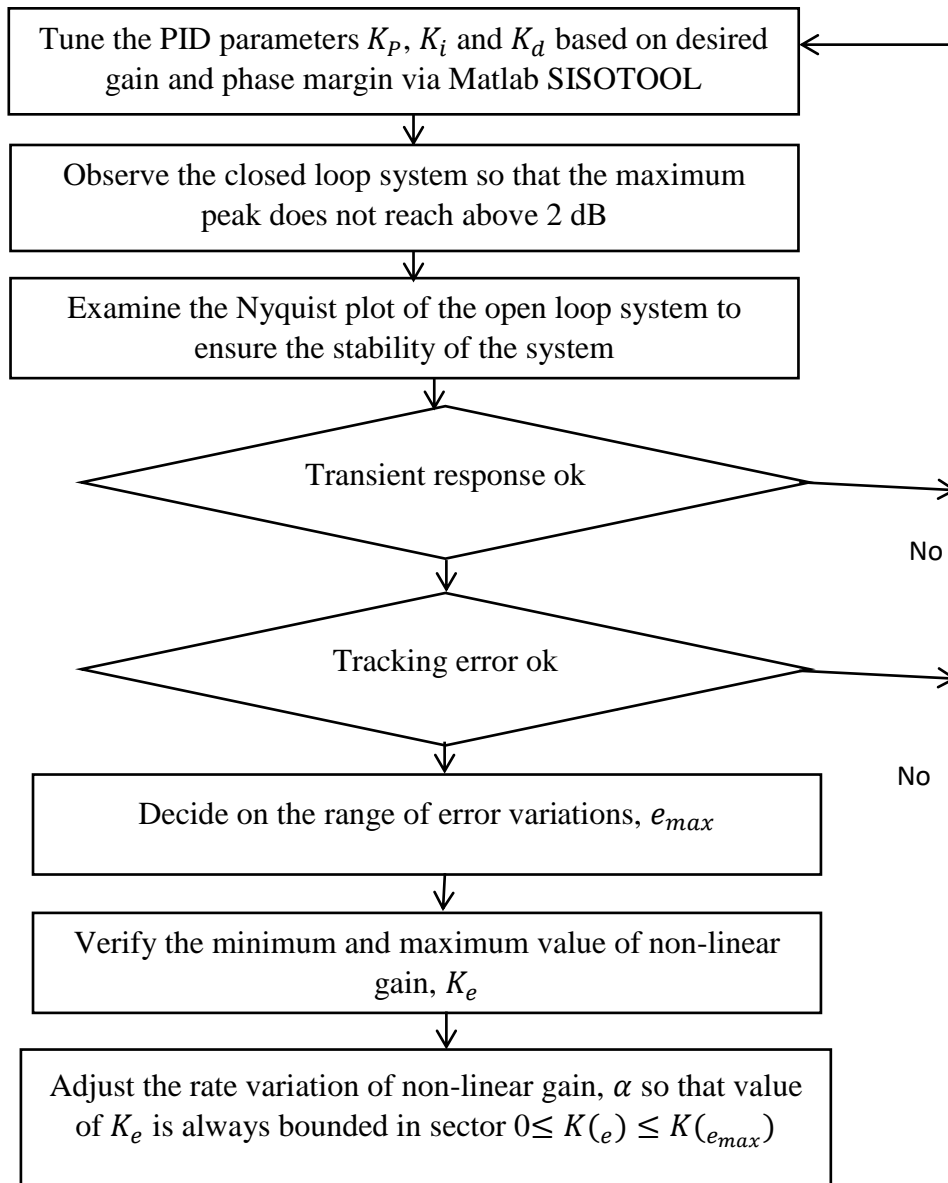 Tune the PID parameters K_P, K_i and K_d based on desired
gain and phase margin via Matlab SISOTOOL
Observe the closed loop system so that the maximum
peak does not reach above 2 dB
Examine the Nyquist plot of the open loop system to
ensure the stability of the system
Transient response ok
No
Tracking error ok
No
Decide on the range of error variations, e_{max}
Verify the minimum and maximum value of non-linear
gain, K_e
Adjust the rate variation of non-linear gain, α so that value
of K_e is always bounded in sector 0≤ K(_e) ≤ K(_{e_{max}})